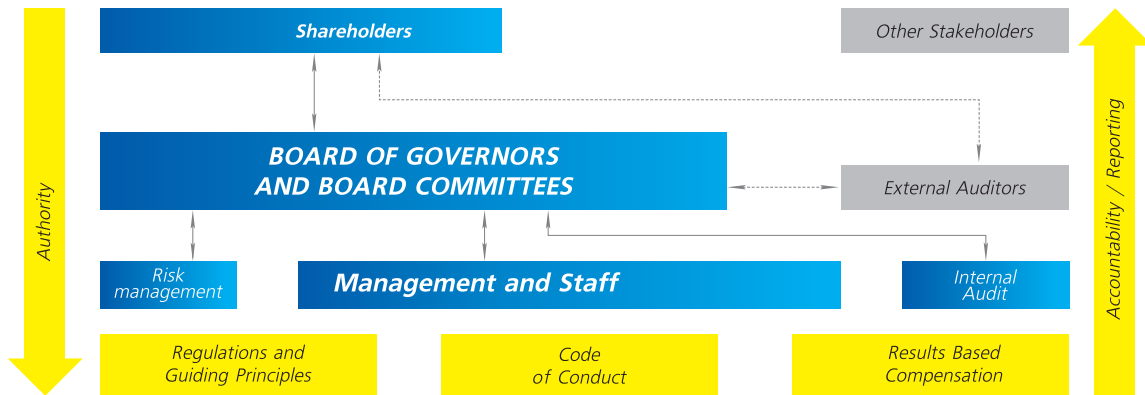 Shareholders
Other Stakeholders
Authority
Accountability / Reporting
BOARD OF GOVERNORS
AND BOARD COMMITTEES
External Auditors
Risk
management
Management and Staff
Internal
Audit
Regulations and
Guiding Principles
Code
of Conduct
Results Based
Compensation